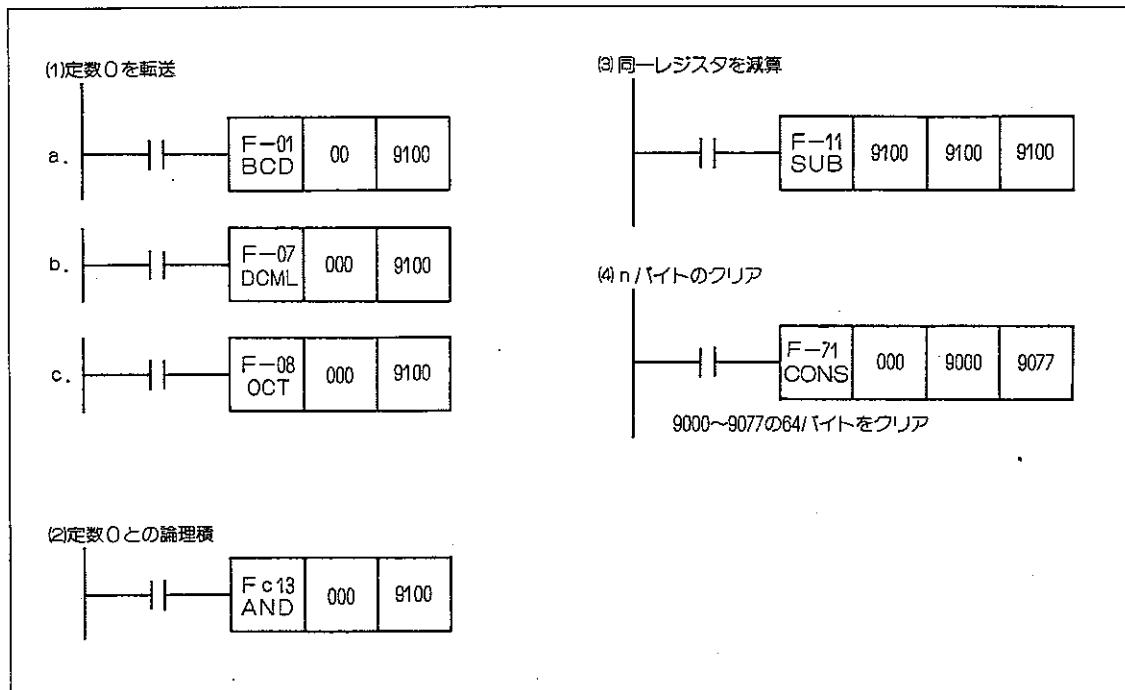 (1)定数0を転送
a.
F-01
BCD
00
9100
b.
F-07
DCML
000
9100
c.
F-08
OCT
000
9100
(2)定数0との論理積
Fc13
AND
000
9100
(3)同一レジスタを減算
F-11
SUB
9100
9100
9100
(4)nバイトのクリア
F-71
CONS
000
9000
9077
9000~9077の64バイトをクリア